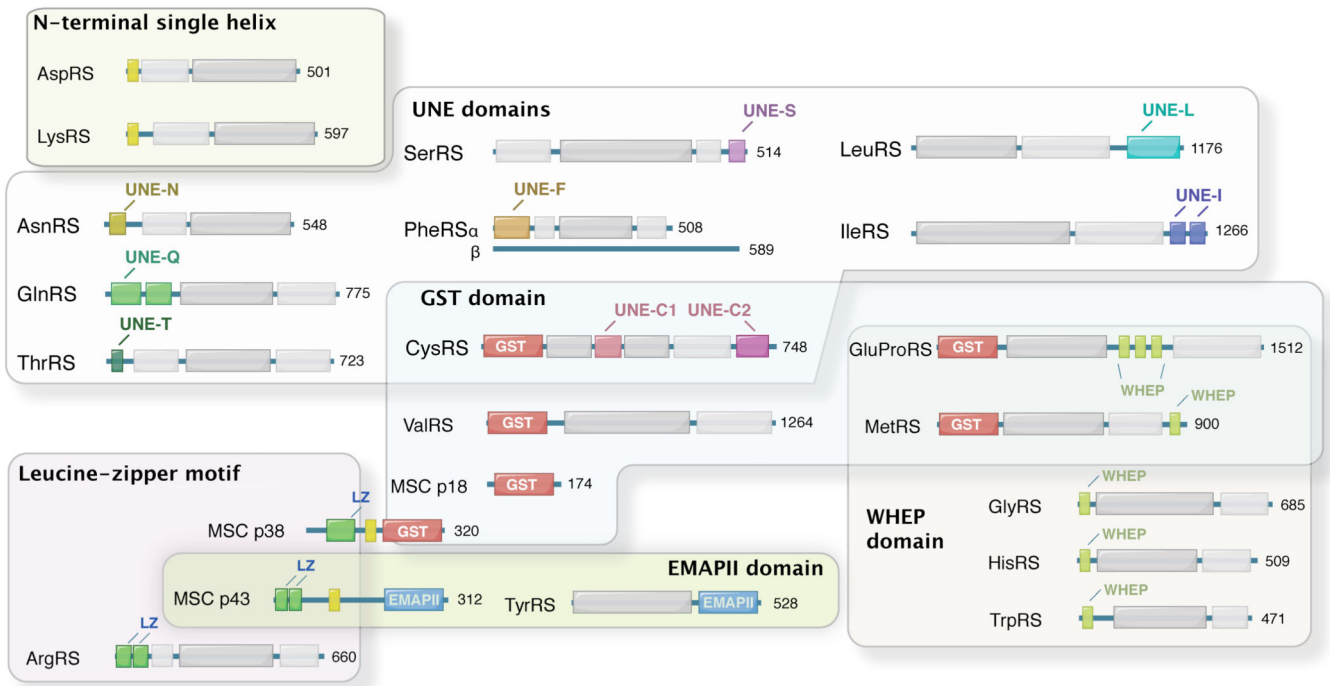 N-terminal single helix
AspRS 501
LysRS 597
UNE domains
UNE-S
SerRS 514
UNE-L
LeuRS 1176
UNE-N
AsnRS 548
UNE-F
PheRSα 508
β 589
UNE-I
IleRS 1266
UNE-Q
GlnRS 775
UNE-T
ThrRS 723
GST domain
UNE-C1 UNE-C2
CysRS GST 748
GluProRS GST 1512
WHEP
WHEP
ValRS GST 1264
MetRS GST 900
MSC p18 GST 174
Leucine-zipper motif
LZ
MSC p38 GST 320
WHEP domain
WHEP
GlyRS 685
WHEP
HisRS 509
WHEP
TrpRS 471
EMAPII domain
LZ
MSC p43 EMAPII 312
TyrRS EMAPII 528
LZ
ArgRS 660